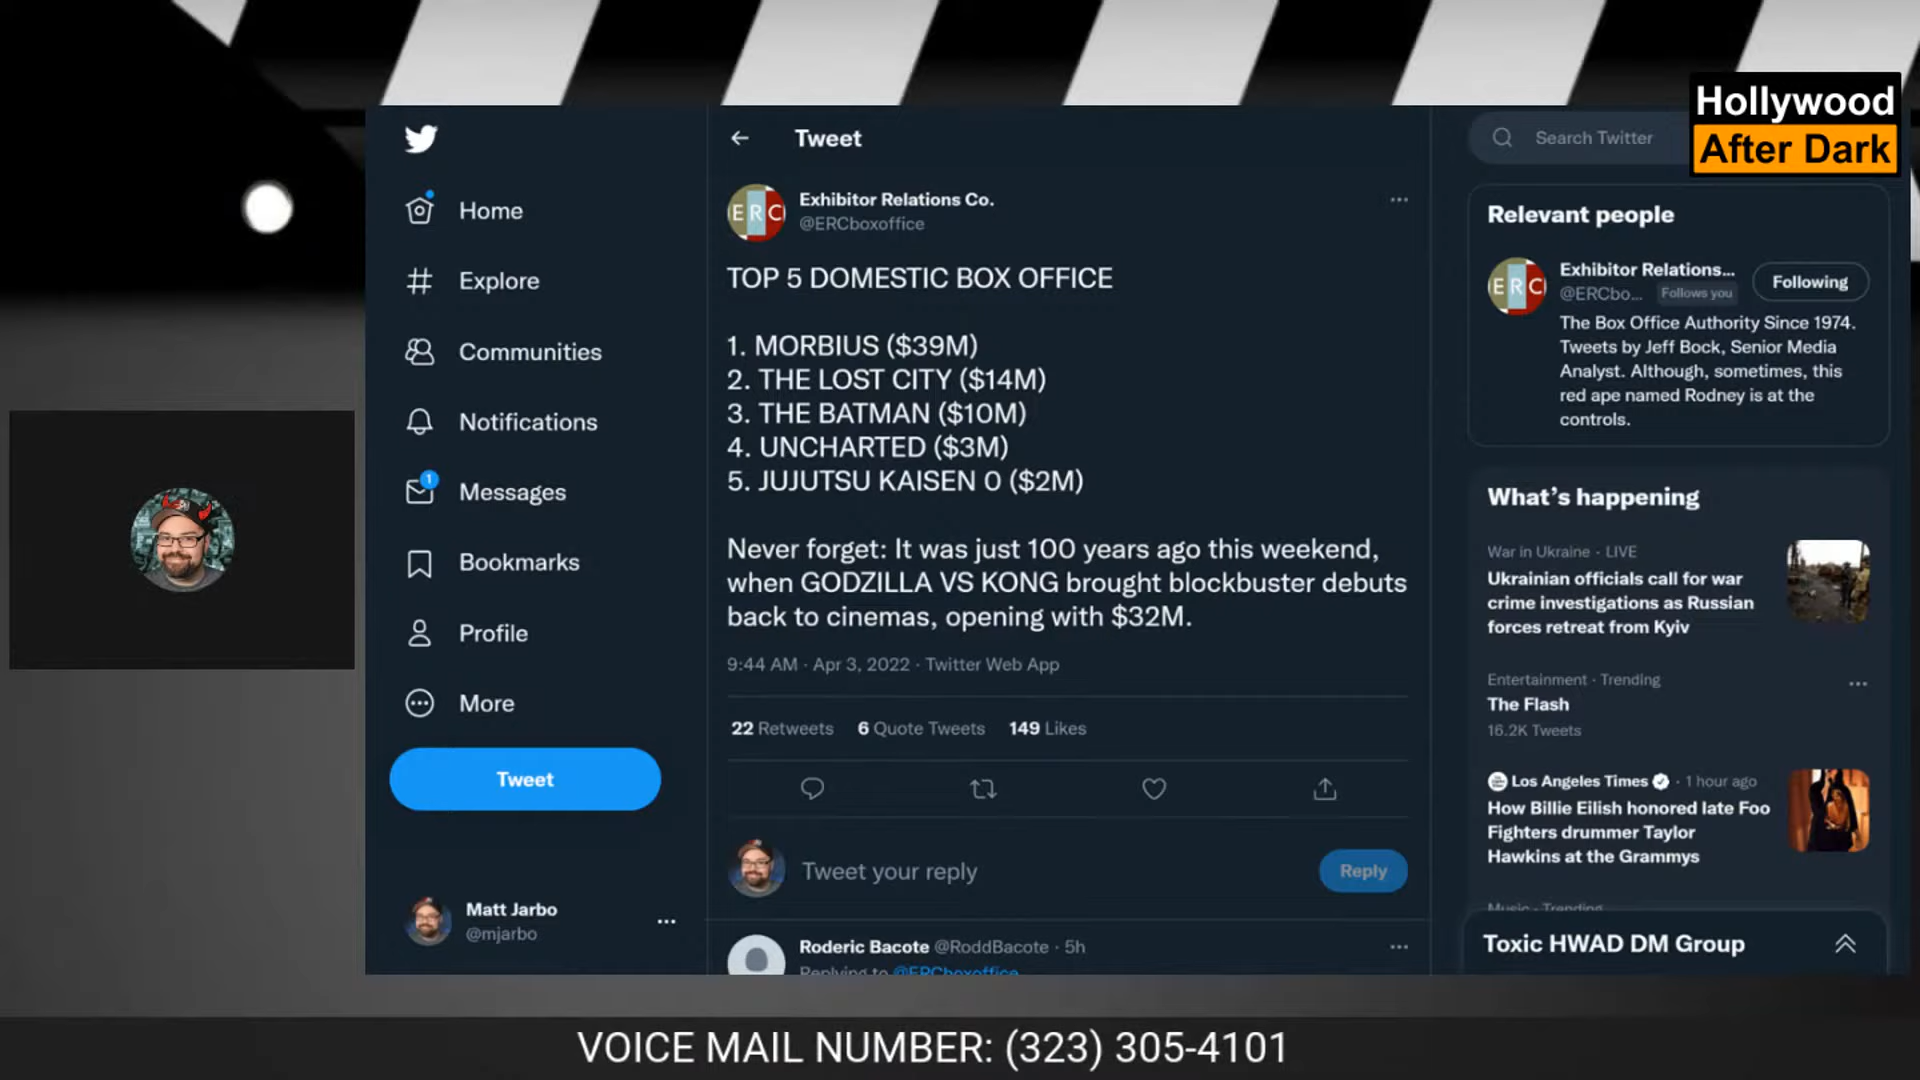 Hollywood
After Dark
Tweet
Search Twitter
Home
Explore
Communities
Notifications
1
Messages
Bookmarks
Profile
More
Tweet
Matt Jarbo
@mjarbo
ERC
Exhibitor Relations Co.
@ERCboxoffice
TOP 5 DOMESTIC BOX OFFICE
1. MORBIUS ($39M)
2. THE LOST CITY ($14M)
3. THE BATMAN ($10M)
4. UNCHARTED ($3M)
5. JUJUTSU KAISEN 0 ($2M)
Never forget: It was just 100 years ago this weekend,
when GODZILLA VS KONG brought blockbuster debuts
back to cinemas, opening with $32M.
9:44 AM · Apr 3, 2022 · Twitter Web App
22 Retweets 6 Quote Tweets 149 Likes
Tweet your reply
Reply
Roderic Bacote @RoddBacote · 5h
Replying to @ERCboxoffice
Relevant people
ERC
Exhibitor Relations...
Following
@ERCbo... Follows you
The Box Office Authority Since 1974.
Tweets by Jeff Bock, Senior Media
Analyst. Although, sometimes, this
red ape named Rodney is at the
controls.
What's happening
War in Ukraine · LIVE
Ukrainian officials call for war
crime investigations as Russian
forces retreat from Kyiv
Entertainment · Trending
The Flash
16.2K Tweets
Los Angeles Times · 1 hour ago
How Billie Eilish honored late Foo
Fighters drummer Taylor
Hawkins at the Grammys
Music · Trending
Toxic HWAD DM Group
VOICE MAIL NUMBER: (323) 305-4101